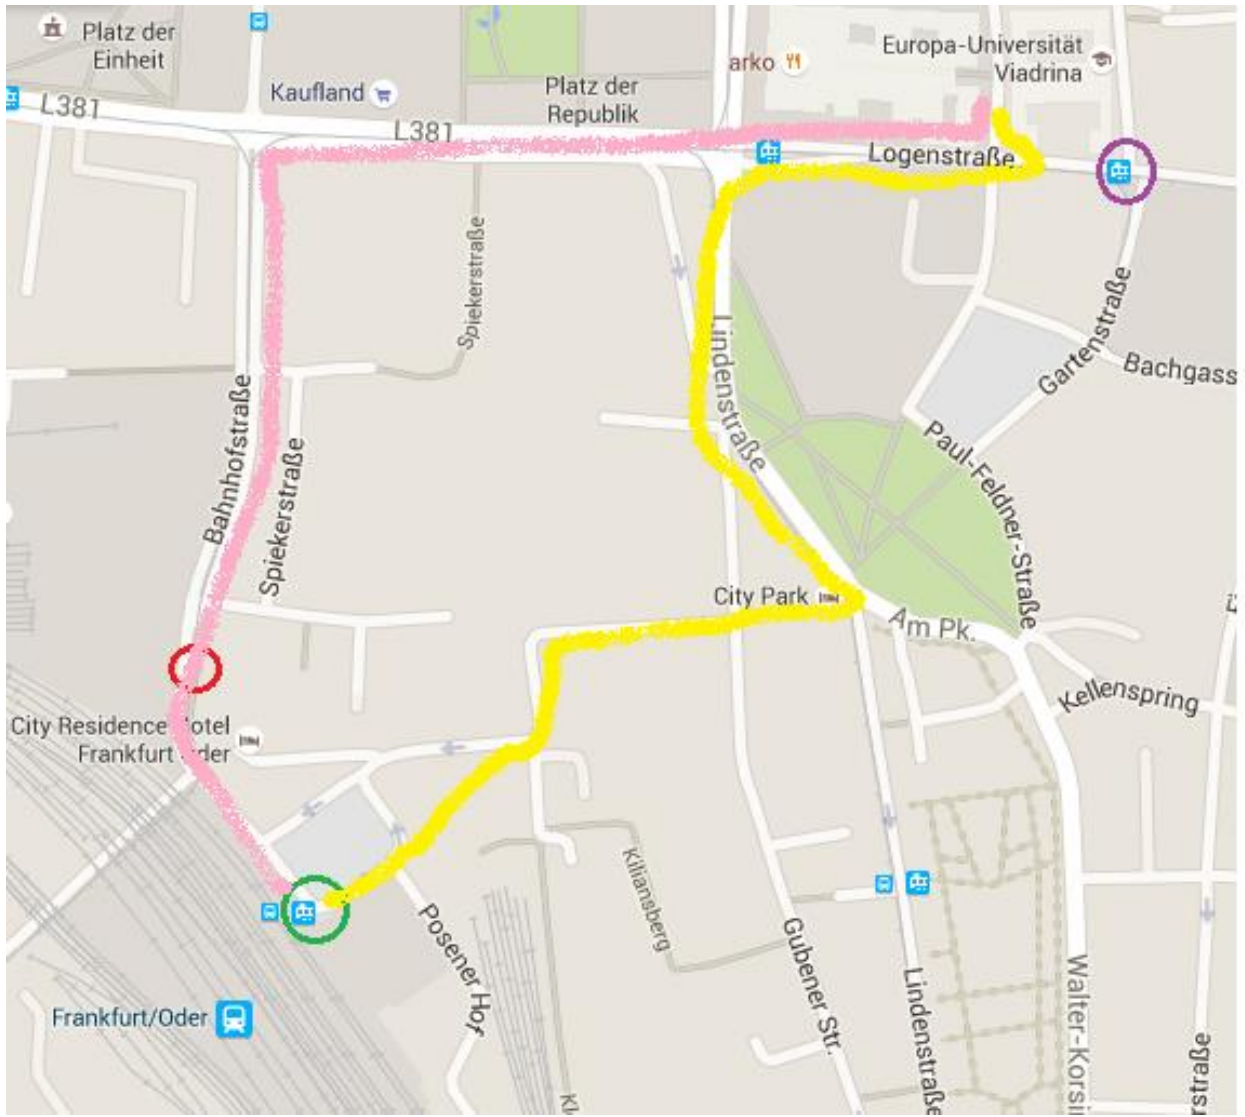 Platz der
Einheit
Kaufland
Platz der
Republik
arko
Europa-Universität
Viadrina
L381
L381
Logenstraße
Spiekerstraße
Lindenstraße
Gartenstraße
Bachgass
Bahnhofstraße
Spiekerstraße
Paul-Feldner-Straße
City Park
Am Pk.
Kellenspring
City Residence Hotel
Frankfurt Oder
Kiliansberg
Posener Hof
Gubener Str.
Lindenstraße
Walter-Korsi
rstraße
Frankfurt/Oder